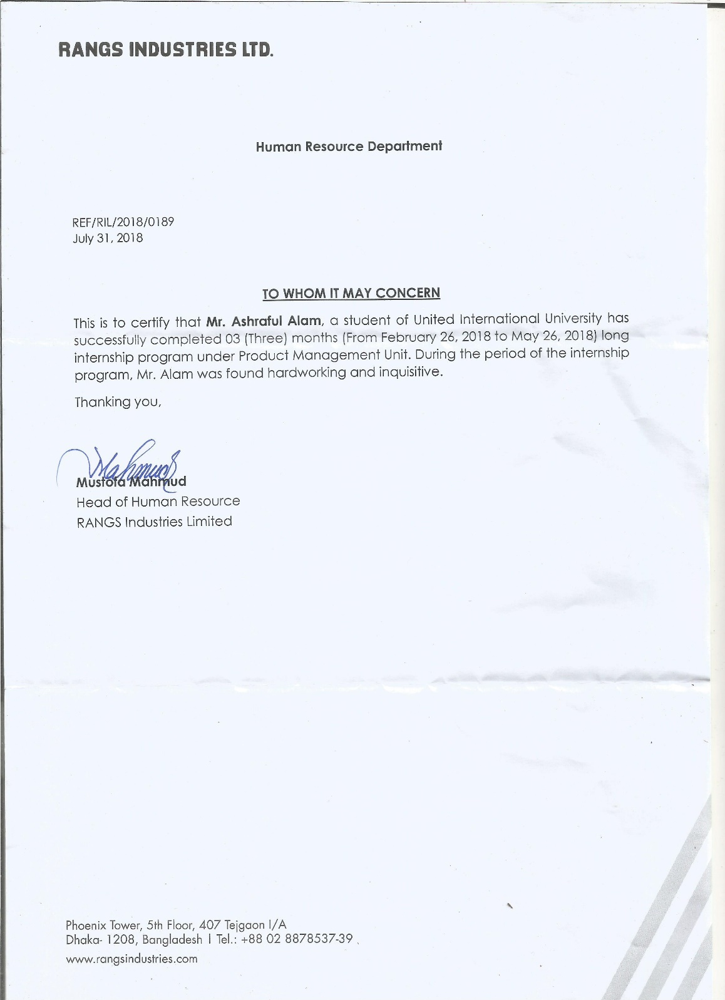 RANGS INDUSTRIES LTD.
Human Resource Department
REF/RIL/2018/0189
July 31, 2018
TO WHOM IT MAY CONCERN
This is to certify that Mr. Ashraful Alam, a student of United International University has
successfully completed 03 (Three) months (From February 26, 2018 to May 26, 2018) long
internship program under Product Management Unit. During the period of the internship
program, Mr. Alam was found hardworking and inquisitive.
Thanking you,
Mahmud
Mustofa Mahmud
Head of Human Resource
RANGS Industries Limited
Phoenix Tower, 5th Floor, 407 Tejgaon I/A
Dhaka- 1208, Bangladesh | Tel.: +88 02 8878537-39
www.rangsindustries.com